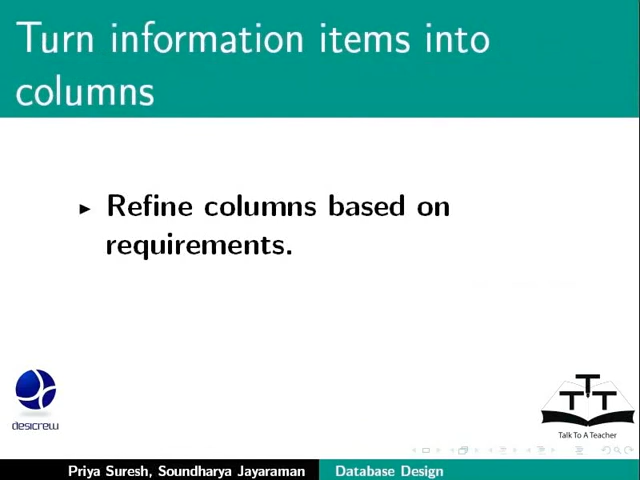 Turn information items into
columns
Refine columns based on
requirements.
desicrew
TTT
Talk To A Teacher
Priya Suresh, Soundharya Jayaraman
Database Design